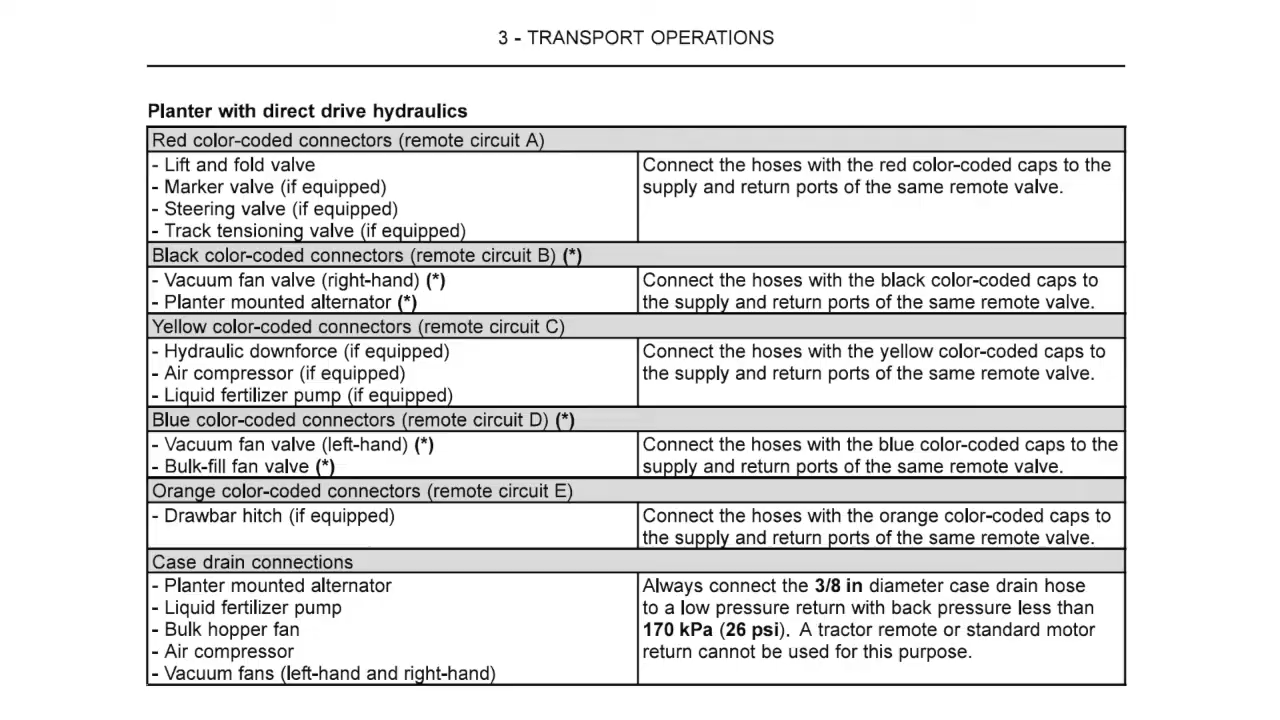 3 - TRANSPORT OPERATIONS
Planter with direct drive hydraulics
Red color-coded connectors (remote circuit A)
- Lift and fold valve
- Marker valve (if equipped)
- Steering valve (if equipped)
- Track tensioning valve (if equipped)
Connect the hoses with the red color-coded caps to the
supply and return ports of the same remote valve.
Black color-coded connectors (remote circuit B) (*)
- Vacuum fan valve (right-hand) (*)
- Planter mounted alternator (*)
Connect the hoses with the black color-coded caps to
the supply and return ports of the same remote valve.
Yellow color-coded connectors (remote circuit C)
- Hydraulic downforce (if equipped)
- Air compressor (if equipped)
- Liquid fertilizer pump (if equipped)
Connect the hoses with the yellow color-coded caps to
the supply and return ports of the same remote valve.
Blue color-coded connectors (remote circuit D) (*)
- Vacuum fan valve (left-hand) (*)
- Bulk-fill fan valve (*)
Connect the hoses with the blue color-coded caps to the
supply and return ports of the same remote valve.
Orange color-coded connectors (remote circuit E)
- Drawbar hitch (if equipped)
Connect the hoses with the orange color-coded caps to
the supply and return ports of the same remote valve.
Case drain connections
- Planter mounted alternator
- Liquid fertilizer pump
- Bulk hopper fan
- Air compressor
- Vacuum fans (left-hand and right-hand)
Always connect the 3/8 in diameter case drain hose
to a low pressure return with back pressure less than
170 kPa (26 psi). A tractor remote or standard motor
return cannot be used for this purpose.